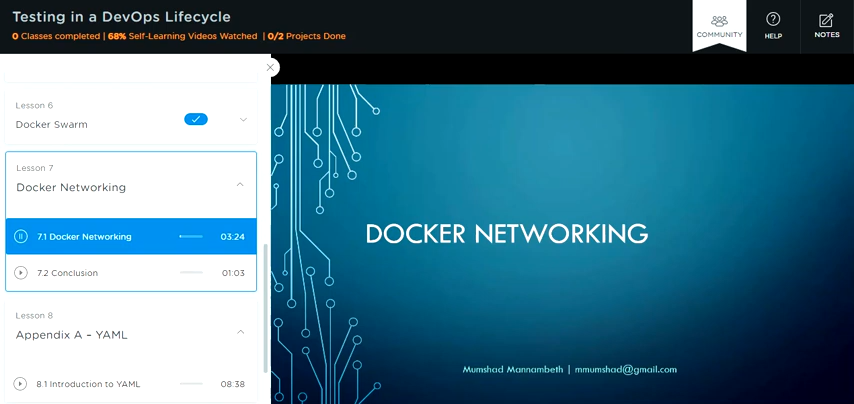 Testing in a DevOps Lifecycle
0 Classes completed | 68% Self-Learning Videos Watched | 0/2 Projects Done
COMMUNITY
HELP
NOTES
Lesson 6
Docker Swarm
Lesson 7
Docker Networking
7.1 Docker Networking 03:24
7.2 Conclusion 01:03
Lesson 8
Appendix A – YAML
8.1 Introduction to YAML 08:38
DOCKER NETWORKING
Mumshad Mannambeth | mmumshad@gmail.com